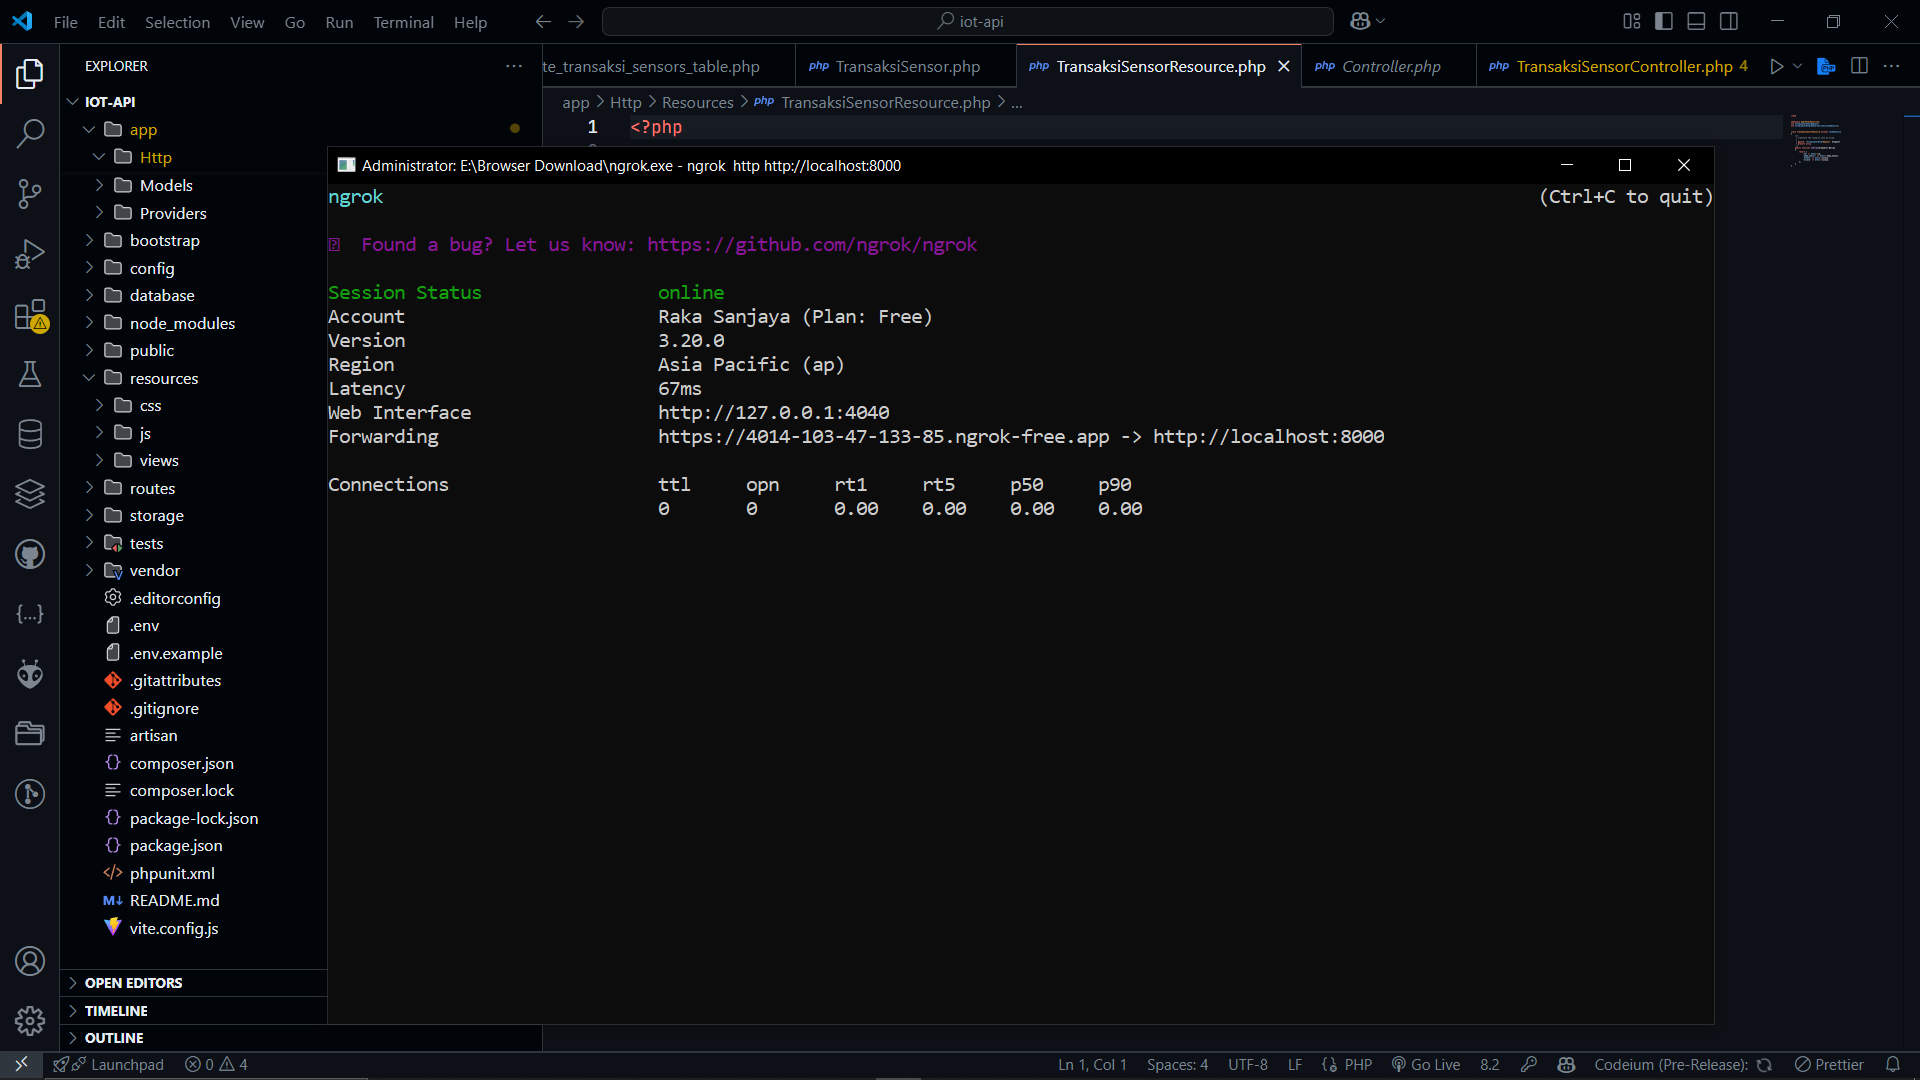 File Edit Selection View Go Run Terminal Help
iot-api
EXPLORER
te_transaksi_sensors_table.php
php TransaksiSensor.php
php TransaksiSensorResource.php
php Controller.php
php TransaksiSensorController.php 4
IOT-API
app > Http > Resources > php TransaksiSensorResource.php > ...
1 <?php
app
Http
Models
Providers
bootstrap
config
database
node_modules
public
resources
css
js
views
routes
storage
tests
vendor
.editorconfig
.env
.env.example
.gitattributes
.gitignore
artisan
composer.json
composer.lock
package-lock.json
package.json
phpunit.xml
README.md
vite.config.js
OPEN EDITORS
TIMELINE
OUTLINE
Administrator: E:\Browser Download\ngrok.exe - ngrok http http://localhost:8000
ngrok (Ctrl+C to quit)
Found a bug? Let us know: https://github.com/ngrok/ngrok
Session Status online
Account Raka Sanjaya (Plan: Free)
Version 3.20.0
Region Asia Pacific (ap)
Latency 67ms
Web Interface http://127.0.0.1:4040
Forwarding https://4014-103-47-133-85.ngrok-free.app -> http://localhost:8000
Connections ttl opn rt1 rt5 p50 p90
0 0 0.00 0.00 0.00 0.00
Launchpad 0 4 Ln 1, Col 1 Spaces: 4 UTF-8 LF PHP Go Live 8.2 Codeium (Pre-Release): Prettier